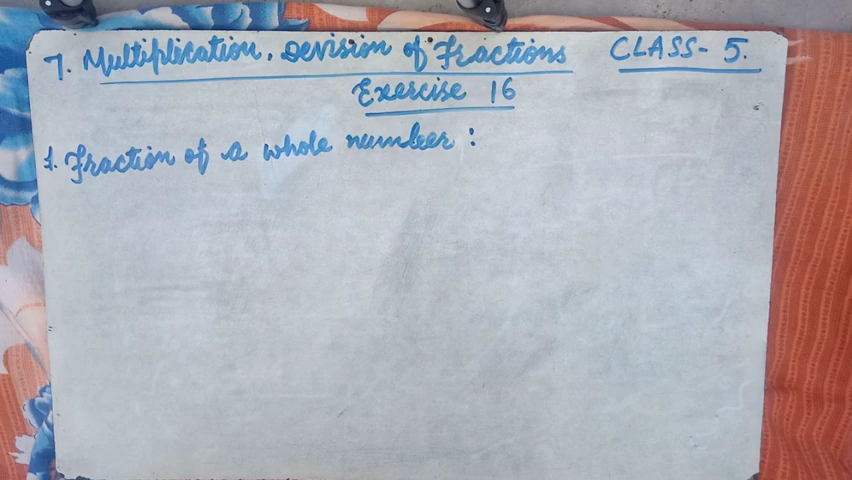 7. Multiplication, Devision of Fractions CLASS- 5.
Exercise 16
1. Fraction of a whole number :